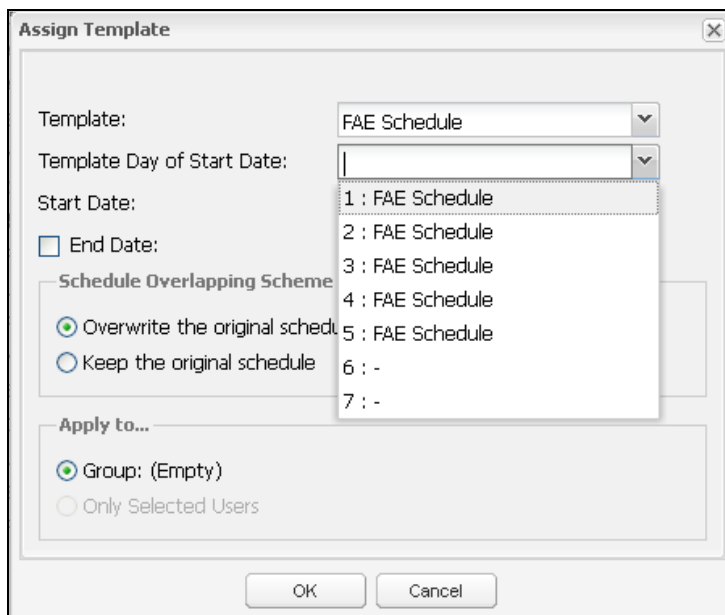 Assign Template
Template: FAE Schedule
Template Day of Start Date:
1 : FAE Schedule
Start Date:
2 : FAE Schedule
3 : FAE Schedule
End Date:
Schedule Overlapping Scheme
4 : FAE Schedule
Overwrite the original schedu
5 : FAE Schedule
Keep the original schedule
6 : -
7 : -
Apply to...
Group: (Empty)
Only Selected Users
OK Cancel